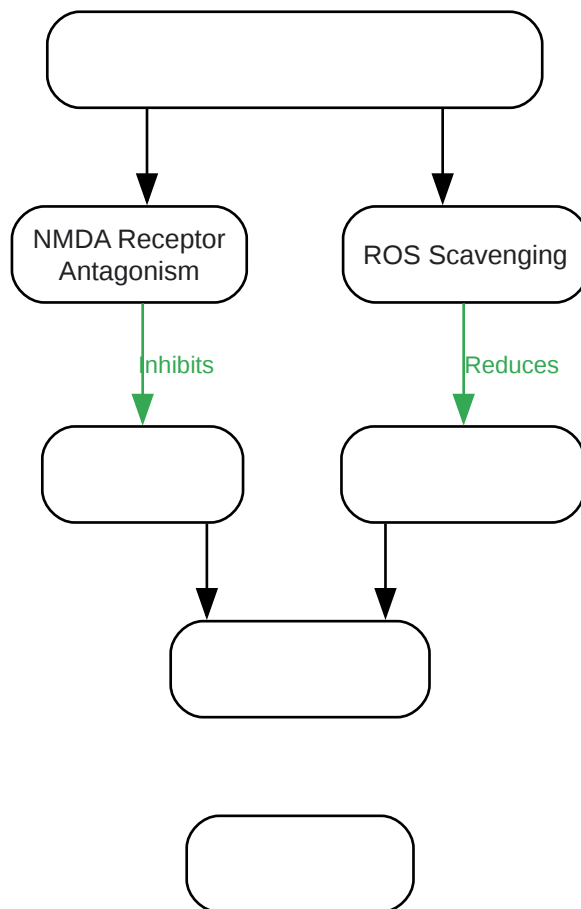 NMDA Receptor
Antagonism
ROS Scavenging
Inhibits
Reduces